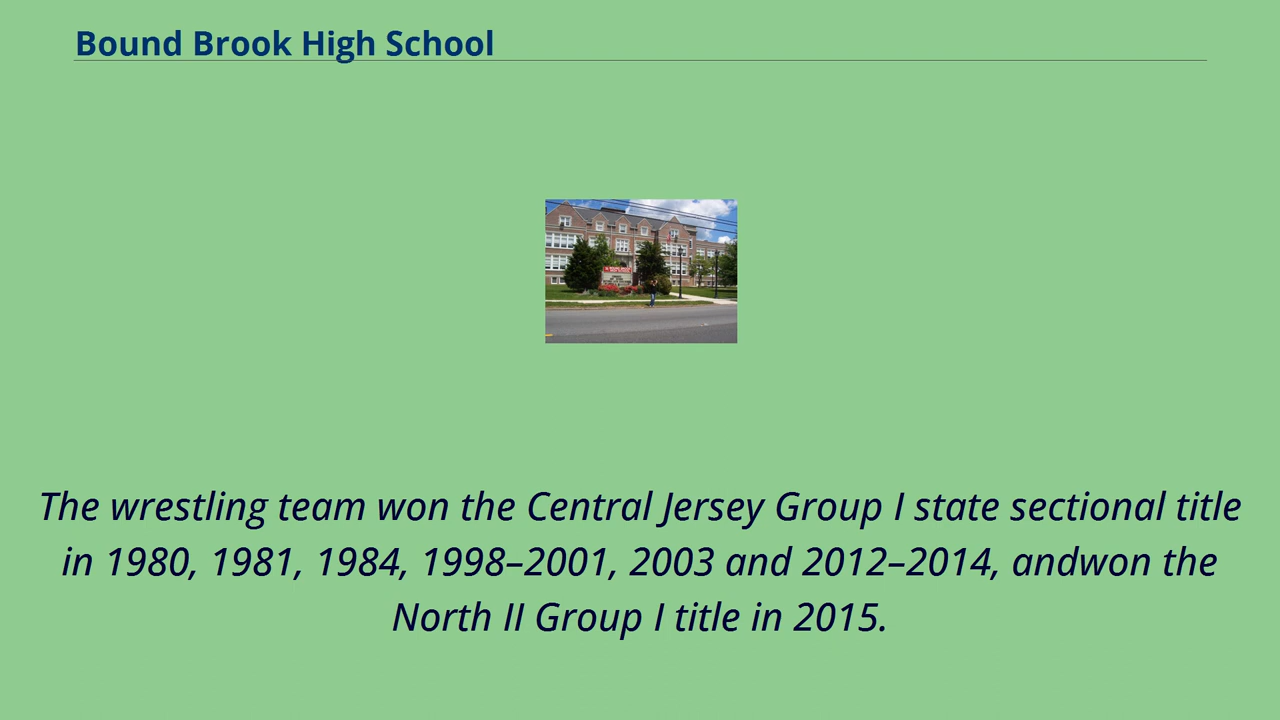 Bound Brook High School
The wrestling team won the Central Jersey Group I state sectional title
in 1980, 1981, 1984, 1998–2001, 2003 and 2012–2014, andwon the
North II Group I title in 2015.